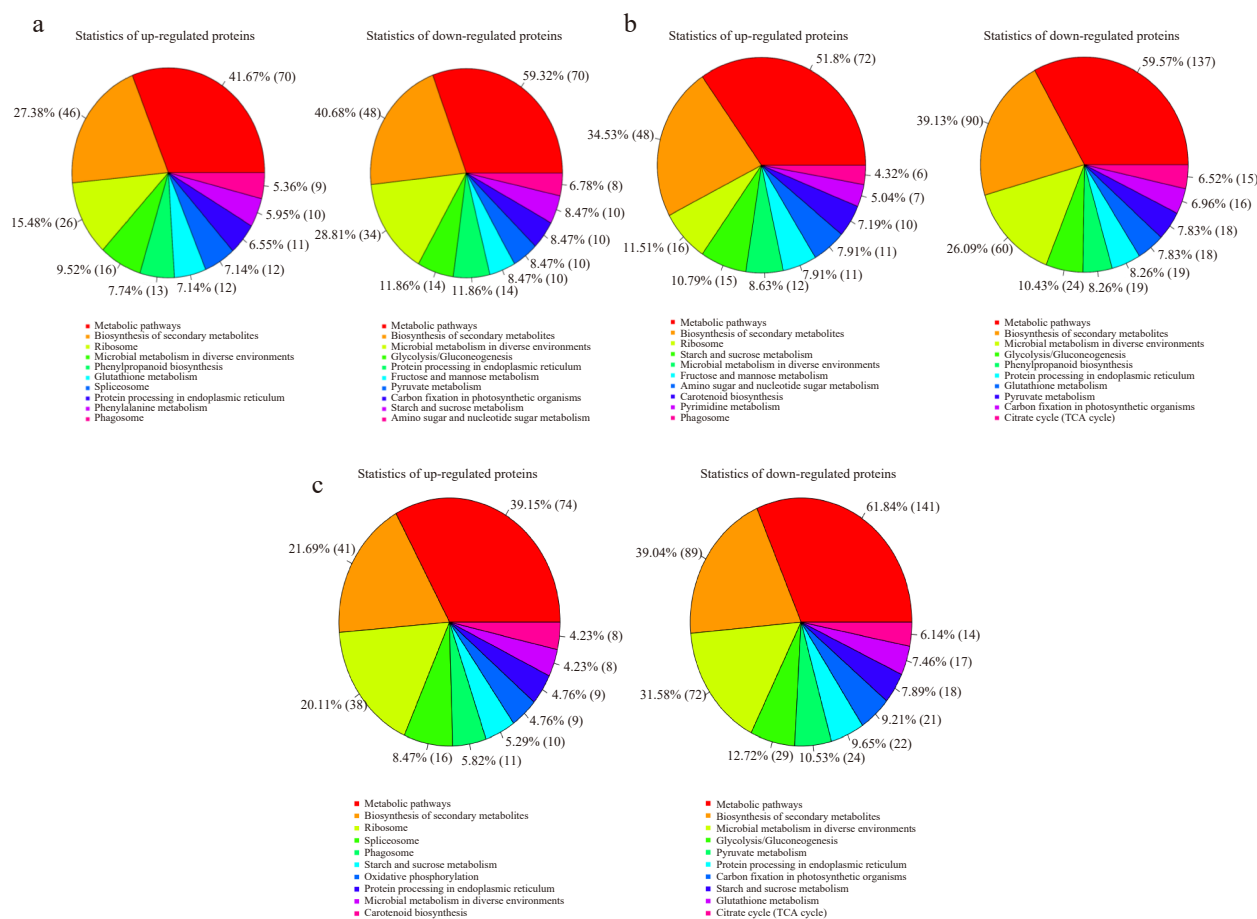 a
Statistics of up-regulated proteins
41.67% (70)
27.38% (46)
15.48% (26)
9.52% (16)
7.74% (13)
7.14% (12)
7.14% (12)
6.55% (11)
5.95% (10)
5.36% (9)
Metabolic pathways
Biosynthesis of secondary metabolites
Ribosome
Microbial metabolism in diverse environments
Phenylpropanoid biosynthesis
Glutathione metabolism
Spliceosome
Protein processing in endoplasmic reticulum
Phenylalanine metabolism
Phagosome
Statistics of down-regulated proteins
59.32% (70)
40.68% (48)
28.81% (34)
11.86% (14)
11.86% (14)
8.47% (10)
8.47% (10)
8.47% (10)
8.47% (10)
6.78% (8)
Metabolic pathways
Biosynthesis of secondary metabolites
Microbial metabolism in diverse environments
Glycolysis/Gluconeogenesis
Protein processing in endoplasmic reticulum
Fructose and mannose metabolism
Pyruvate metabolism
Carbon fixation in photosynthetic organisms
Starch and sucrose metabolism
Amino sugar and nucleotide sugar metabolism
b
Statistics of up-regulated proteins
51.8% (72)
34.53% (48)
11.51% (16)
10.79% (15)
8.63% (12)
7.91% (11)
7.91% (11)
7.19% (10)
5.04% (7)
4.32% (6)
Metabolic pathways
Biosynthesis of secondary metabolites
Ribosome
Starch and sucrose metabolism
Microbial metabolism in diverse environments
Fructose and mannose metabolism
Amino sugar and nucleotide sugar metabolism
Carotenoid biosynthesis
Pyrimidine metabolism
Phagosome
Statistics of down-regulated proteins
59.57% (137)
39.13% (90)
26.09% (60)
10.43% (24)
8.26% (19)
8.26% (19)
7.83% (18)
7.83% (18)
6.96% (16)
6.52% (15)
Metabolic pathways
Biosynthesis of secondary metabolites
Microbial metabolism in diverse environments
Glycolysis/Gluconeogenesis
Phenylpropanoid biosynthesis
Protein processing in endoplasmic reticulum
Glutathione metabolism
Pyruvate metabolism
Carbon fixation in photosynthetic organisms
Citrate cycle (TCA cycle)
c
Statistics of up-regulated proteins
39.15% (74)
21.69% (41)
20.11% (38)
8.47% (16)
5.82% (11)
5.29% (10)
4.76% (9)
4.76% (9)
4.23% (8)
4.23% (8)
Metabolic pathways
Biosynthesis of secondary metabolites
Ribosome
Spliceosome
Phagosome
Starch and sucrose metabolism
Oxidative phosphorylation
Protein processing in endoplasmic reticulum
Microbial metabolism in diverse environments
Carotenoid biosynthesis
Statistics of down-regulated proteins
61.84% (141)
39.04% (89)
31.58% (72)
12.72% (29)
10.53% (24)
9.65% (22)
9.21% (21)
7.89% (18)
7.46% (17)
6.14% (14)
Metabolic pathways
Biosynthesis of secondary metabolites
Microbial metabolism in diverse environments
Glycolysis/Gluconeogenesis
Pyruvate metabolism
Protein processing in endoplasmic reticulum
Carbon fixation in photosynthetic organisms
Starch and sucrose metabolism
Glutathione metabolism
Citrate cycle (TCA cycle)